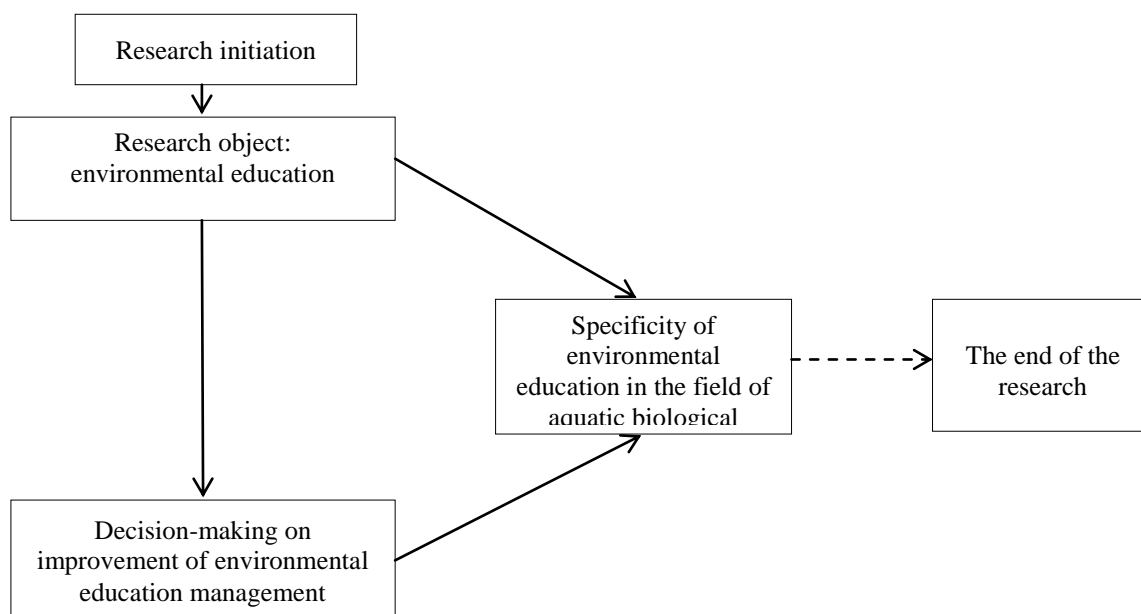 Research initiation
Research object:
environmental education
Specificity of
environmental
education in the field of
aquatic biological
The end of the
research
Decision-making on
improvement of environmental
education management